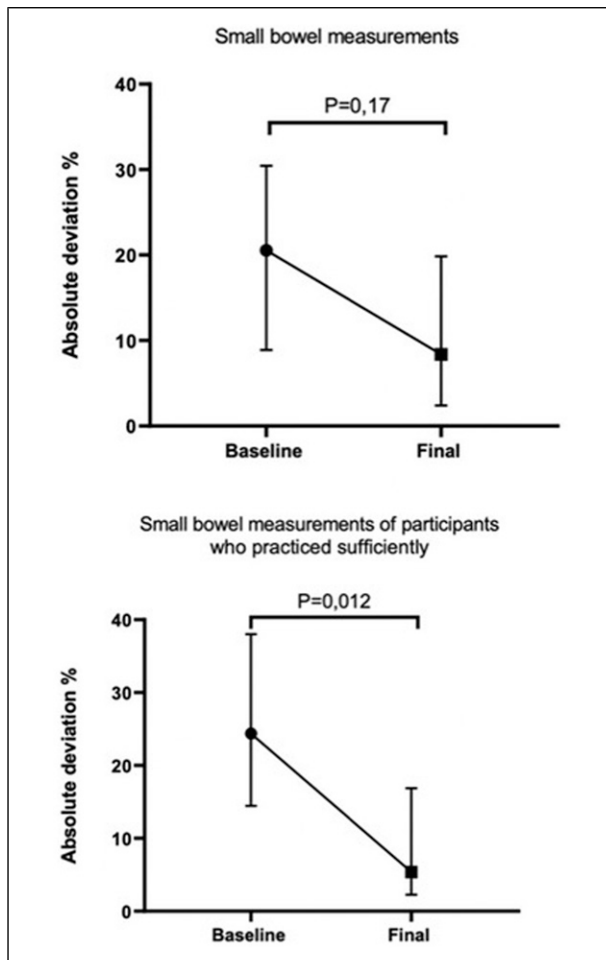 Small bowel measurements
P=0,17
40
30
20
10
0
Absolute deviation %
Baseline Final
Small bowel measurements of participants
who practiced sufficiently
P=0,012
40
30
20
10
0
Absolute deviation %
Baseline Final